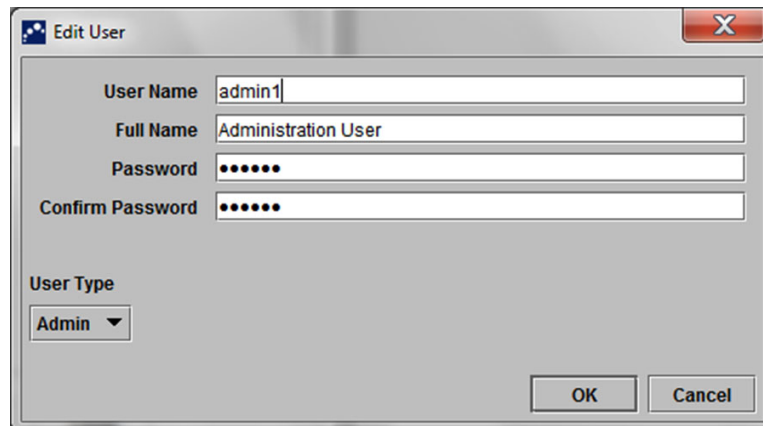 Edit User
User Name admin1
Full Name Administration User
Password ••••••
Confirm Password ••••••
User Type
Admin
OK Cancel